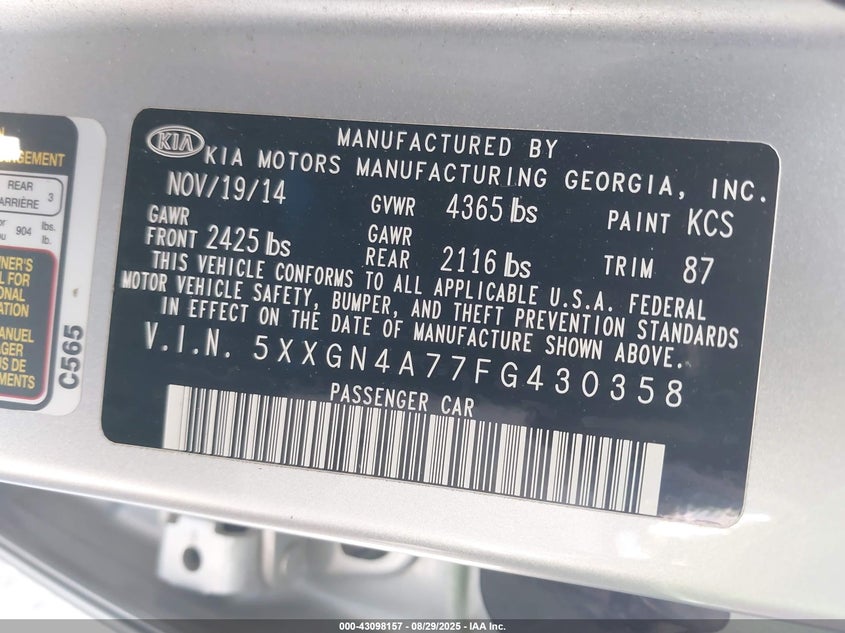 KIA
MANUFACTURED BY
KIA MOTORS MANUFACTURING GEORGIA, INC.
NOV/19/14 GVWR 4365 lbs PAINT KCS
GAWR FRONT 2425 lbs GAWR REAR 2116 lbs TRIM 87
THIS VEHICLE CONFORMS TO ALL APPLICABLE U.S.A. FEDERAL
MOTOR VEHICLE SAFETY, BUMPER, AND THEFT PREVENTION STANDARDS
IN EFFECT ON THE DATE OF MANUFACTURE SHOWN ABOVE.
V.I.N. 5XXGN4A77FG430358
PASSENGER CAR
REAR 3
ARRIÈRE
904 lbs.
lb.
C565
000-43098157 - 08/29/2025 - IAA Inc.